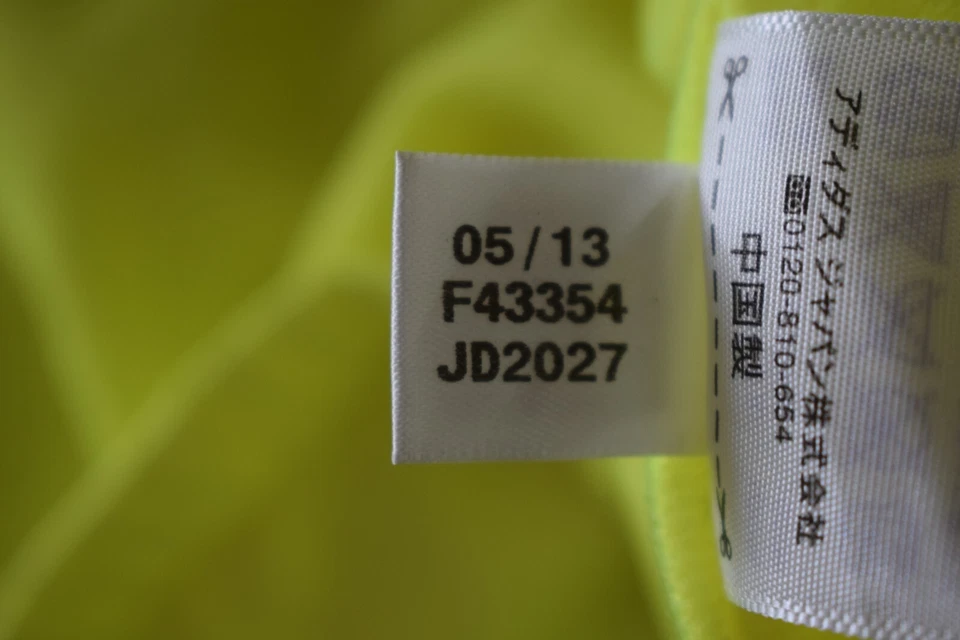 05/13
F43354
JD2027
アディダス ジャパン株式会社
0120-810-654
中国製